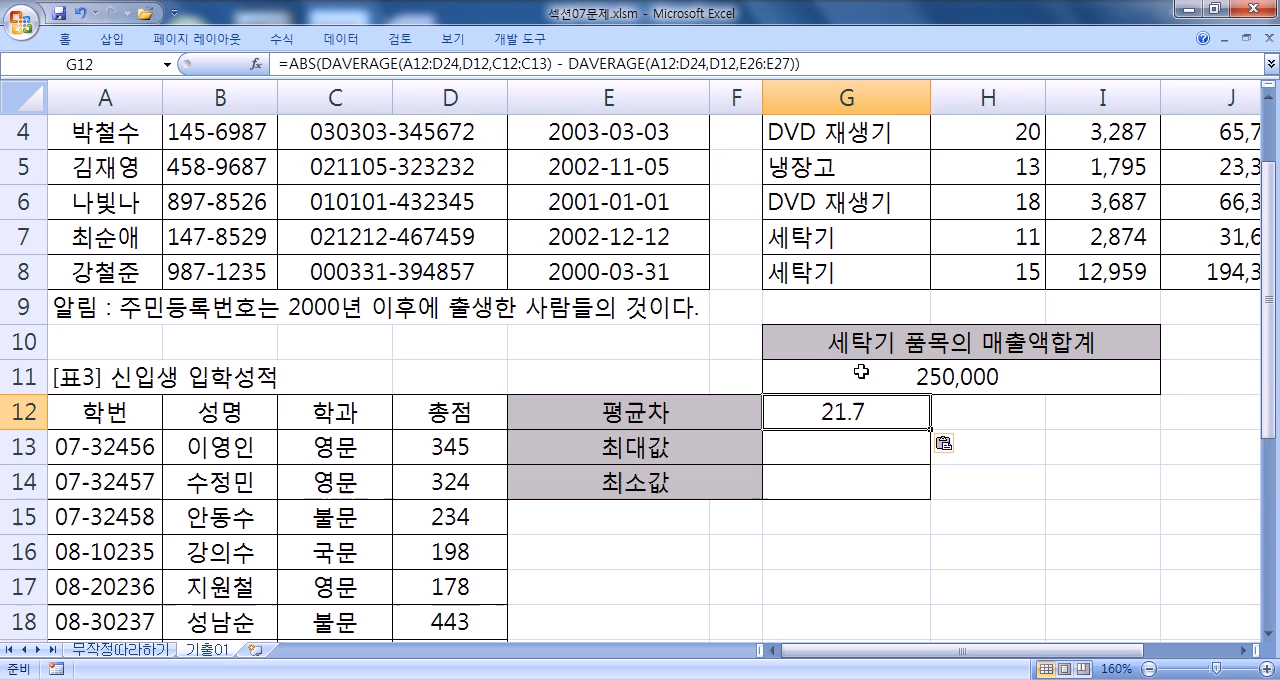 섹션07문제.xlsm - Microsoft Excel
홈 삽입 페이지 레이아웃 수식 데이터 검토 보기 개발 도구
G12 fx =ABS(DAVERAGE(A12:D24,D12,C12:C13) - DAVERAGE(A12:D24,D12,E26:E27))
A B C D E F G H I J
4 박철수 145-6987 030303-345672 2003-03-03 DVD 재생기 20 3,287 65,7
5 김재영 458-9687 021105-323232 2002-11-05 냉장고 13 1,795 23,3
6 나빛나 897-8526 010101-432345 2001-01-01 DVD 재생기 18 3,687 66,3
7 최순애 147-8529 021212-467459 2002-12-12 세탁기 11 2,874 31,6
8 강철준 987-1235 000331-394857 2000-03-31 세탁기 15 12,959 194,3
9 알림 : 주민등록번호는 2000년 이후에 출생한 사람들의 것이다.
10 세탁기 품목의 매출액합계
11 [표3] 신입생 입학성적 250,000
12 학번 성명 학과 총점 평균차 21.7
13 07-32456 이영인 영문 345 최대값
14 07-32457 수정민 영문 324 최소값
15 07-32458 안동수 불문 234
16 08-10235 강의수 국문 198
17 08-20236 지원철 영문 178
18 08-30237 성남순 불문 443
무작정따라하기 기출01
준비 160%